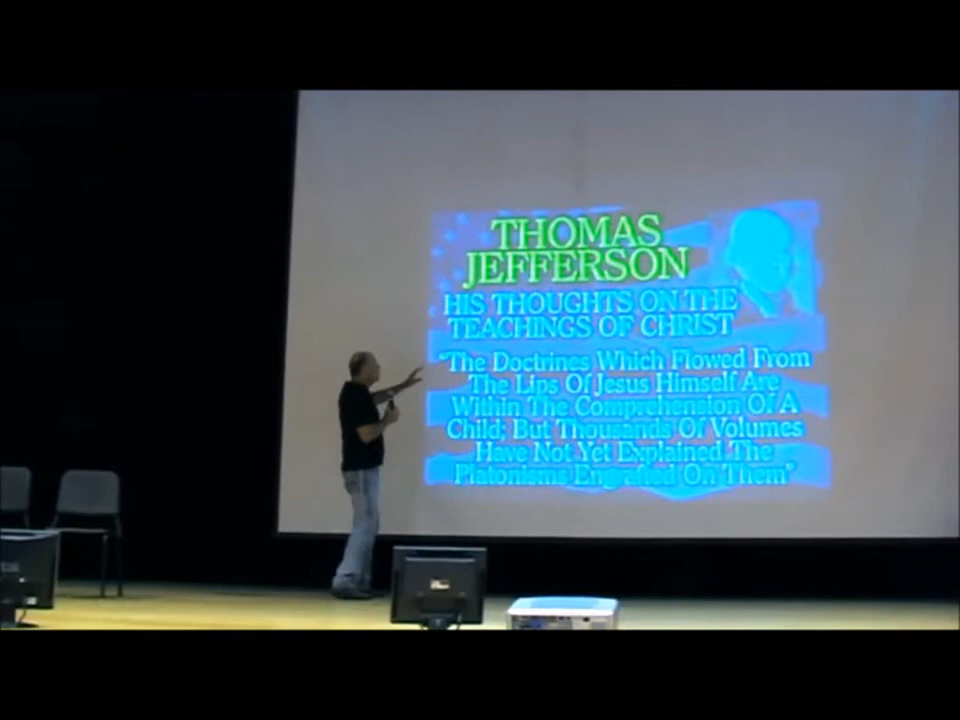 THOMAS
JEFFERSON
HIS THOUGHTS ON THE
TEACHINGS OF CHRIST
"The Doctrines Which Flowed From
The Lips Of Jesus Himself Are
Within The Comprehension Of A
Child; But Thousands Of Volumes
Have Not Yet Explained The
Platonisms Engrafted On Them"